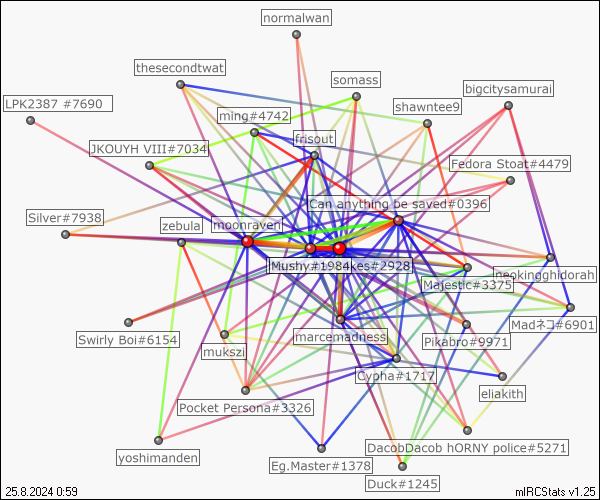 normalwan
thesecondtwat
somass
bigcitysamurai
LPK2387 #7690
shawntee9
ming#4742
frisout
JKOUYH VIII#7034
Fedora Stoat#4479
Can anything be saved#0396
Silver#7938
zebula
moonraven
Mushy#1984
kes#2928
neokingghidorah
Majestic#3375
Madネコ#6901
Swirly Boi#6154
marcemadness
Pikabro#9971
mukszi
Cypha#1717
eliakith
Pocket Persona#3326
DacobDacob hORNY police#5271
yoshimanden
Eg.Master#1378
Duck#1245
25.8.2024 0:59
mIRCStats v1.25